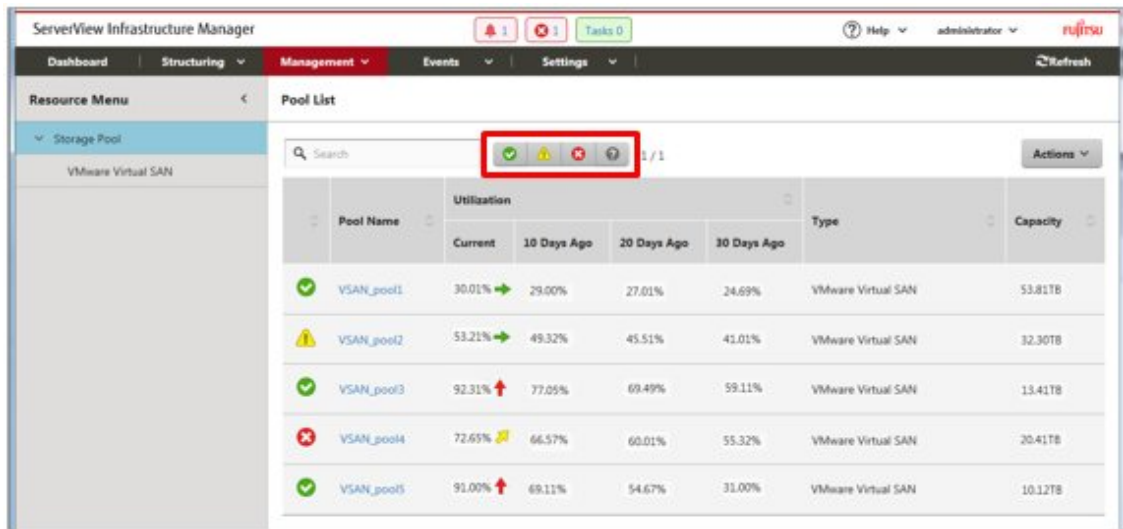 ServerView Infrastructure Manager 1 1 Tasks 0 Help administrator FUJITSU
Dashboard Structuring Management Events Settings Refresh
Resource Menu
Pool List
Storage Pool
VMware Virtual SAN
Search 1 / 1 Actions
Pool Name Utilization Type Capacity
Current 10 Days Ago 20 Days Ago 30 Days Ago
VSAN_pool1 30.01% 29.00% 27.01% 24.69% VMware Virtual SAN 53.81TB
VSAN_pool2 53.21% 49.32% 45.51% 41.01% VMware Virtual SAN 32.30TB
VSAN_pool3 92.31% 77.05% 69.49% 59.11% VMware Virtual SAN 13.41TB
VSAN_pool4 72.65% 66.57% 60.01% 55.32% VMware Virtual SAN 20.41TB
VSAN_pool5 91.00% 69.11% 54.67% 31.00% VMware Virtual SAN 10.12TB